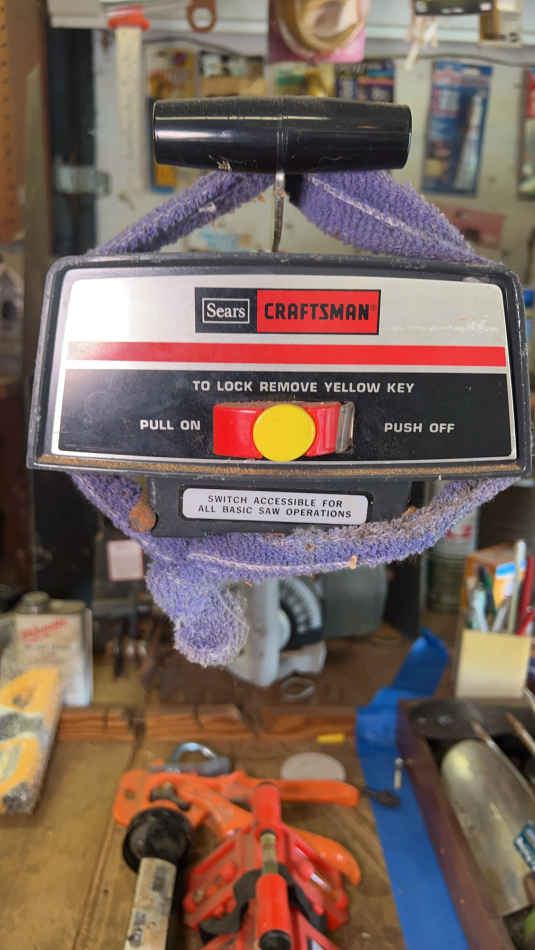 Sears CRAFTSMAN®
TO LOCK REMOVE YELLOW KEY
PULL ON PUSH OFF
SWITCH ACCESSIBLE FOR
ALL BASIC SAW OPERATIONS